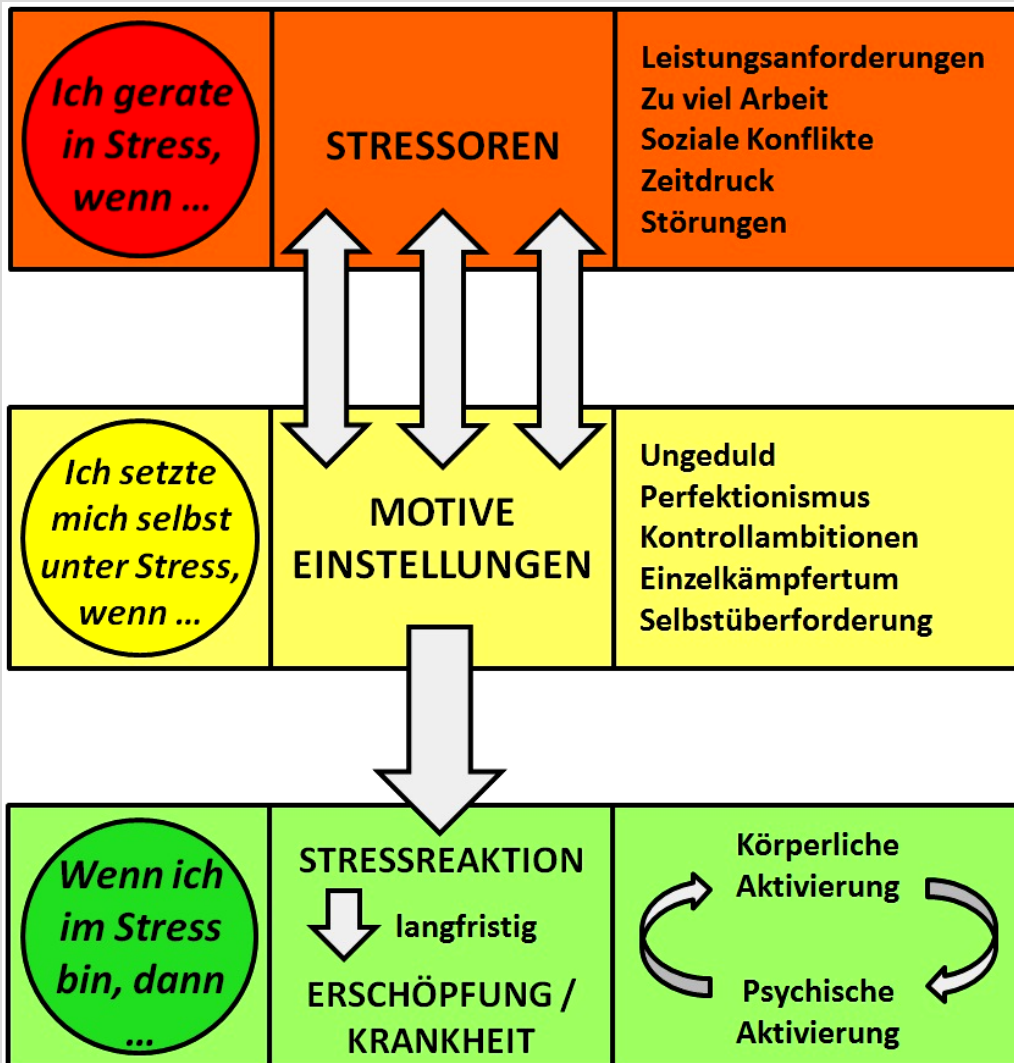 Ich gerate
in Stress,
wenn ...
STRESSOREN
Leistungsanforderungen
Zu viel Arbeit
Soziale Konflikte
Zeitdruck
Störungen
Ich setzte
mich selbst
unter Stress,
wenn ...
MOTIVE
EINSTELLUNGEN
Ungeduld
Perfektionismus
Kontrollambitionen
Einzelkämpfertum
Selbstüberforderung
Wenn ich
im Stress
bin, dann
...
STRESSREAKTION
langfristig
ERSCHÖPFUNG /
KRANKHEIT
Körperliche
Aktivierung
Psychische
Aktivierung